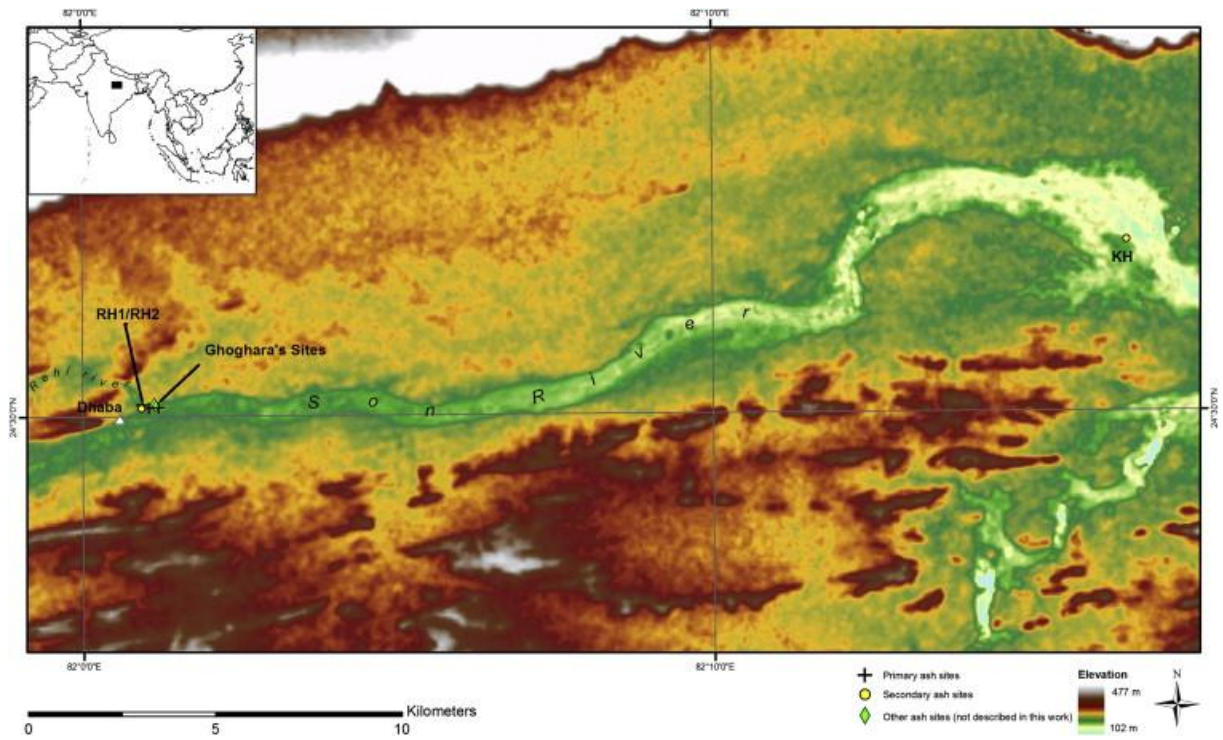 82°0'0"E
82°10'0"E
KH
RH1/RH2
Ghoghara's Sites
Rehi river
Dhaba
Son River
24°30'0"N
24°30'0"N
82°0'0"E
82°10'0"E
Primary ash sites
Secondary ash sites
Other ash sites (not described in this work)
Elevation
477 m
102 m
N
Kilometers
0 5 10